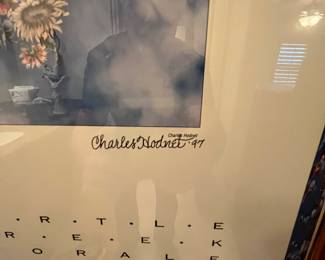 Charles Hodnet
Charles Hodnet '97
R • T • L • E
R • E • E • K
O R A L E